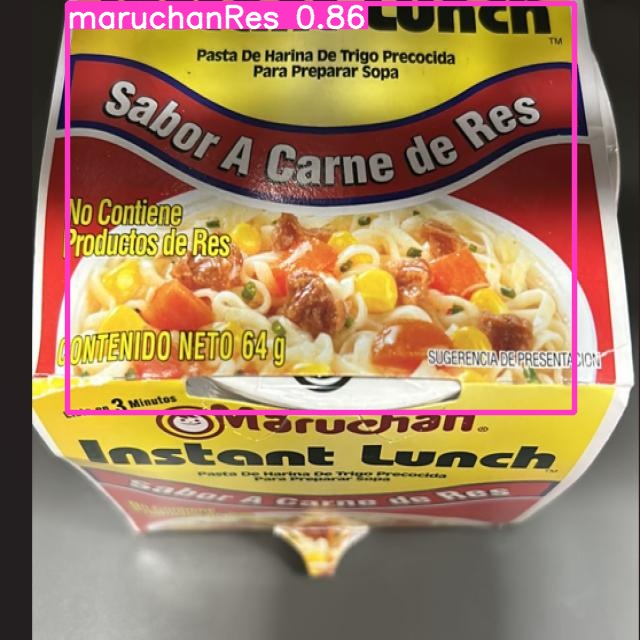 maruchanRes 0.86
Lunch
TM
Pasta De Harina De Trigo Precocida
Para Preparar Sopa
Sabor A Carne de Res
No Contiene
Productos de Res
CONTENIDO NETO 64 g
SUGERENCIA DE PRESENTACION
en 3 Minutos
Maruchan®
Instant Lunch
TM
Pasta De Harina De Trigo Precocida
Para Preparar Sopa
Sabor A Carne de Res